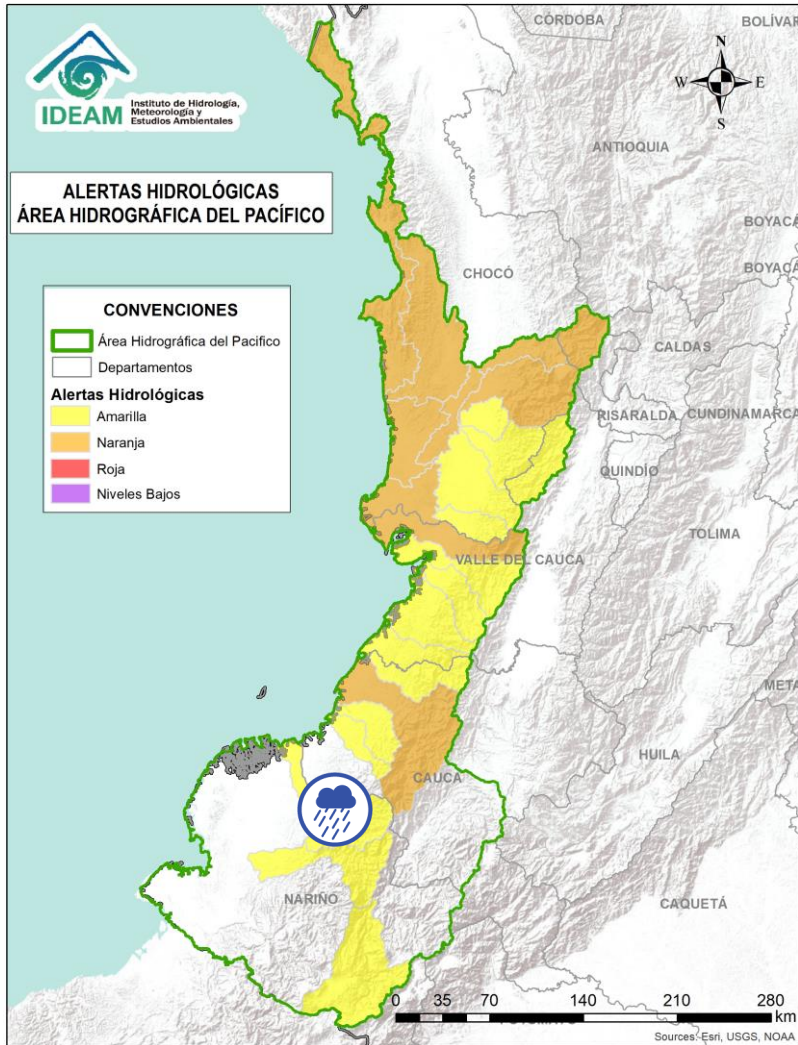 IDEAM
Instituto de Hidrología,
Meteorología y
Estudios Ambientales
CÓRDOBA
BOLÍVAR
N
W
E
S
ANTIOQUIA
ALERTAS HIDROLÓGICAS
ÁREA HIDROGRÁFICA DEL PACÍFICO
BOYACÁ
BOYACÁ
CHOCÓ
CONVENCIONES
Área Hidrográfica del Pacifico
Departamentos
Alertas Hidrológicas
Amarilla
Naranja
Roja
Niveles Bajos
CALDAS
RISARALDA
CUNDINAMARCA
QUINDÍO
TOLIMA
VALLE DEL CAUCA
META
HUILA
CAUCA
NARIÑO
CAQUETÁ
0 35 70 140 210 280
km
Sources: Esri, USGS, NOAA